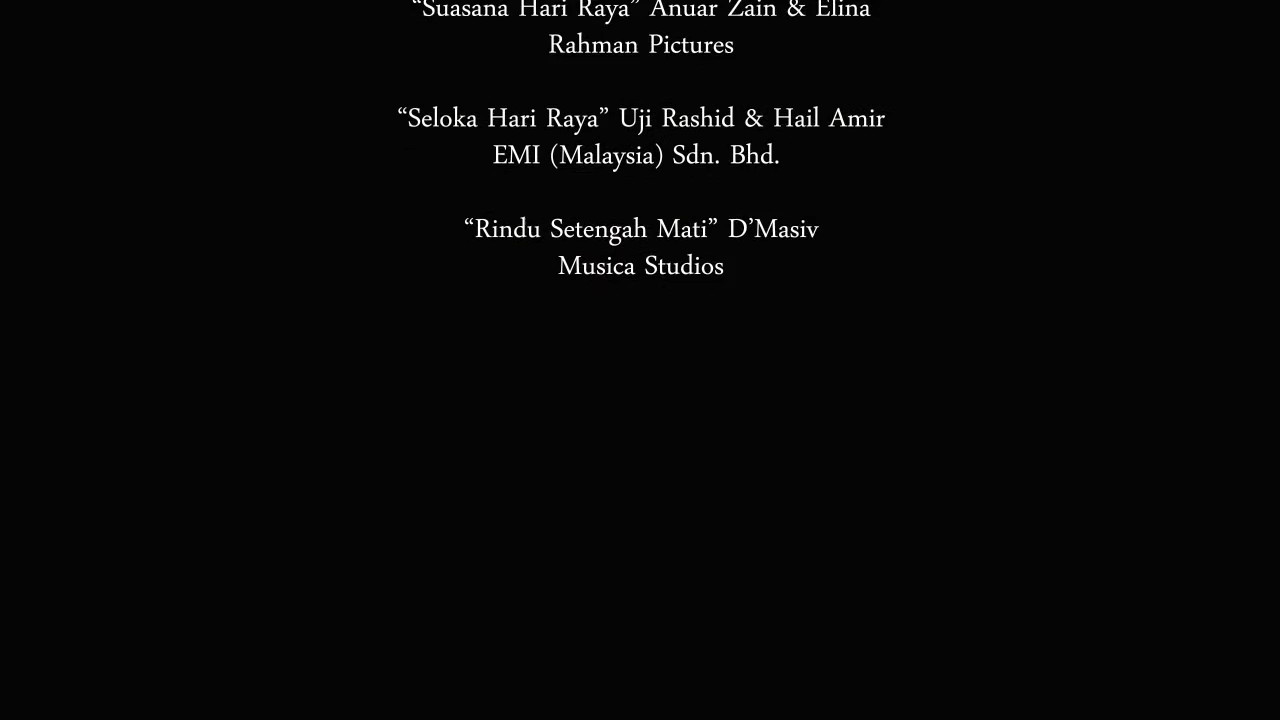 “Suasana Hari Raya” Anuar Zain & Elina
Rahman Pictures
“Seloka Hari Raya” Uji Rashid & Hail Amir
EMI (Malaysia) Sdn. Bhd.
“Rindu Setengah Mati” D’Masiv
Musica Studios